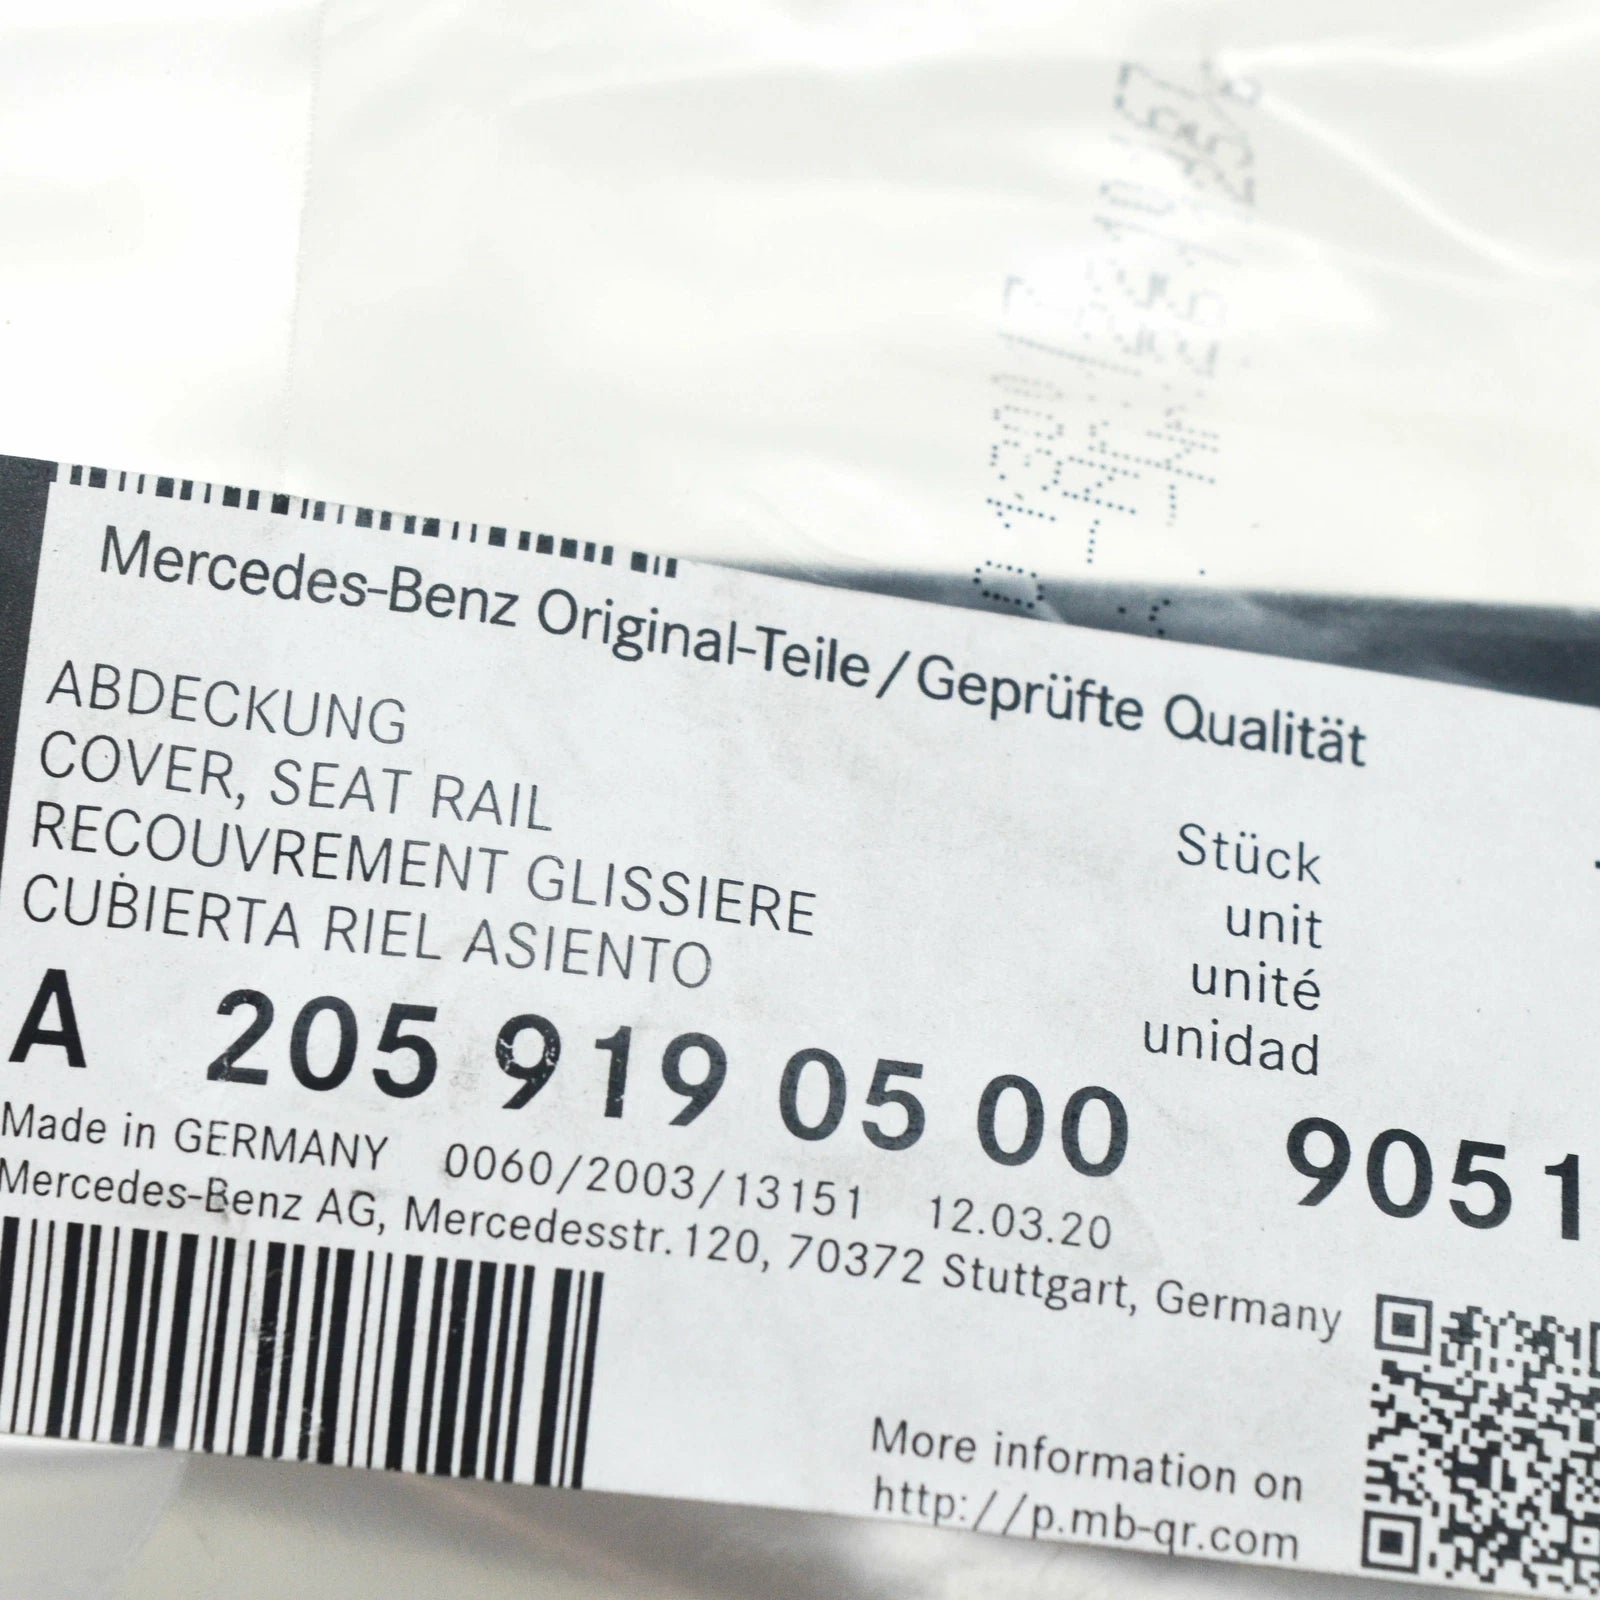 Mercedes-Benz Original-Teile / Geprüfte Qualität
ABDECKUNG
COVER, SEAT RAIL
RECOUVREMENT GLISSIERE
CUBIERTA RIEL ASIENTO
Stück
unit
unité
unidad
A 205 919 05 00 9051
Made in GERMANY 0060/2003/13151 12.03.20
Mercedes-Benz AG, Mercedesstr. 120, 70372 Stuttgart, Germany
More information on
http://p.mb-qr.com